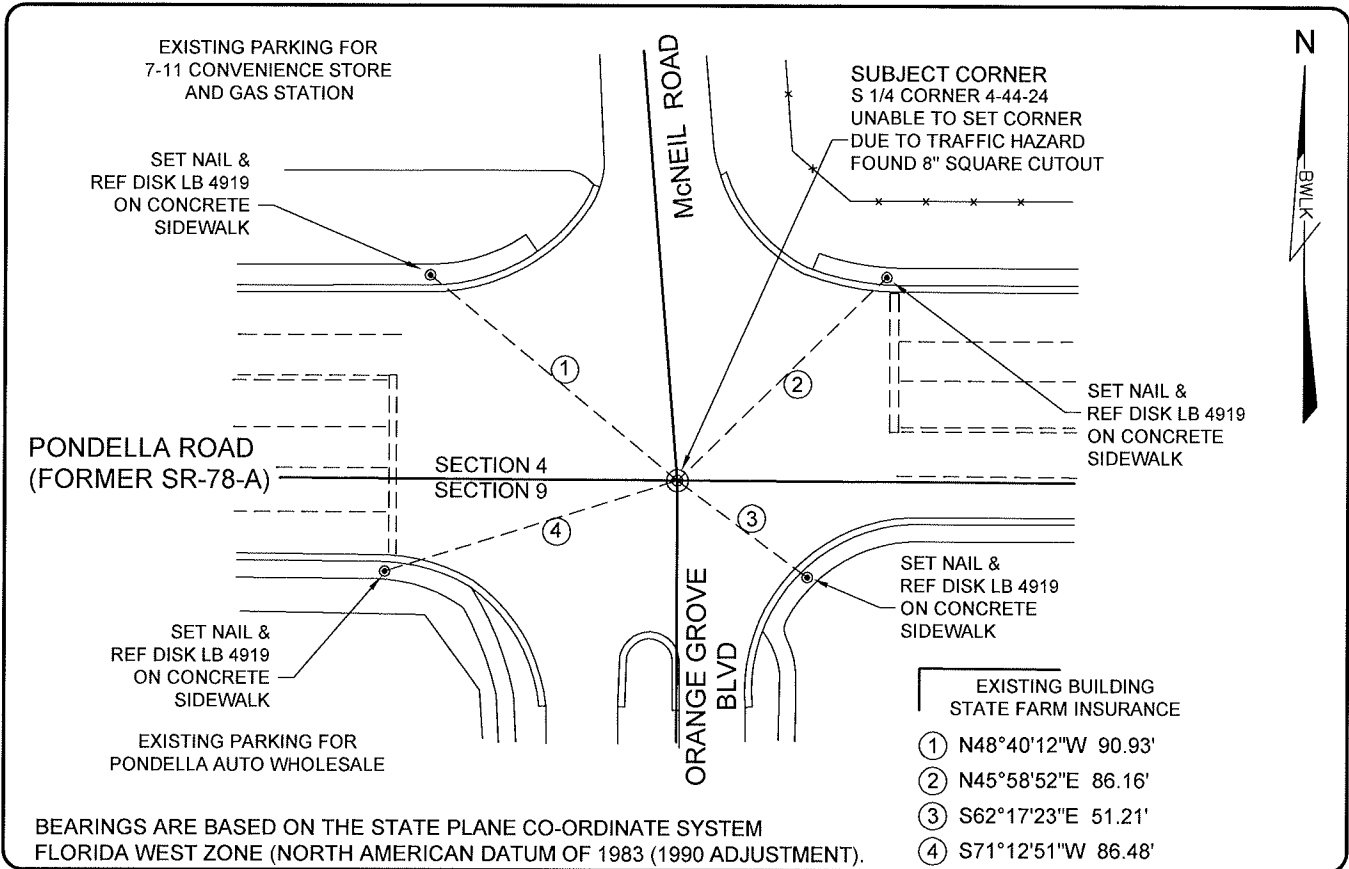 EXISTING PARKING FOR
7-11 CONVENIENCE STORE
AND GAS STATION
McNEIL ROAD
SUBJECT CORNER
S 1/4 CORNER 4-44-24
UNABLE TO SET CORNER
DUE TO TRAFFIC HAZARD
FOUND 8" SQUARE CUTOUT
N
BWLK
SET NAIL &
REF DISK LB 4919
ON CONCRETE
SIDEWALK
1
2
SET NAIL &
REF DISK LB 4919
ON CONCRETE
SIDEWALK
PONDELLA ROAD
(FORMER SR-78-A)
SECTION 4
SECTION 9
3
4
SET NAIL &
REF DISK LB 4919
ON CONCRETE
SIDEWALK
SET NAIL &
REF DISK LB 4919
ON CONCRETE
SIDEWALK
ORANGE GROVE
BLVD
EXISTING PARKING FOR
PONDELLA AUTO WHOLESALE
EXISTING BUILDING
STATE FARM INSURANCE
1 N48°40'12"W 90.93'
2 N45°58'52"E 86.16'
3 S62°17'23"E 51.21'
4 S71°12'51"W 86.48'
BEARINGS ARE BASED ON THE STATE PLANE CO-ORDINATE SYSTEM
FLORIDA WEST ZONE (NORTH AMERICAN DATUM OF 1983 (1990 ADJUSTMENT).